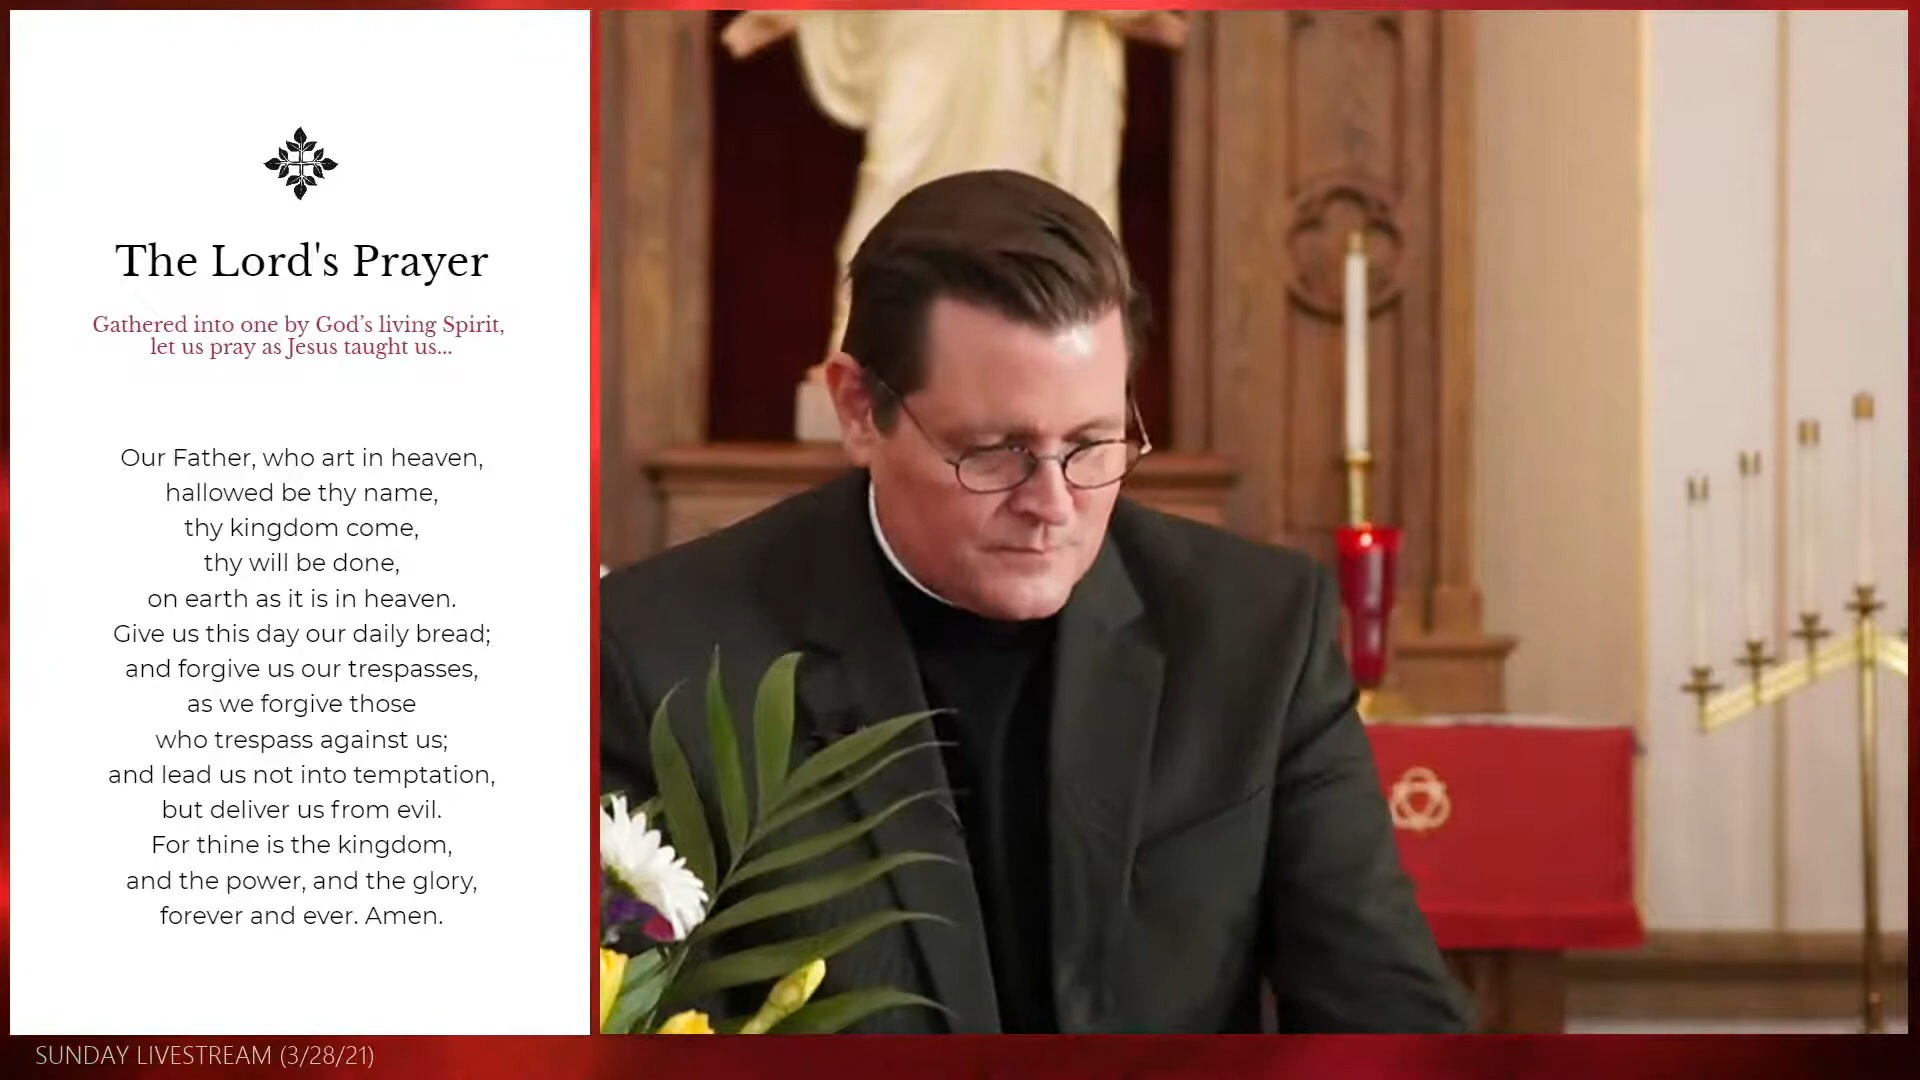 The Lord's Prayer
Gathered into one by God’s living Spirit,
let us pray as Jesus taught us...
Our Father, who art in heaven,
hallowed be thy name,
thy kingdom come,
thy will be done,
on earth as it is in heaven.
Give us this day our daily bread;
and forgive us our trespasses,
as we forgive those
who trespass against us;
and lead us not into temptation,
but deliver us from evil.
For thine is the kingdom,
and the power, and the glory,
forever and ever. Amen.
SUNDAY LIVESTREAM (3/28/21)